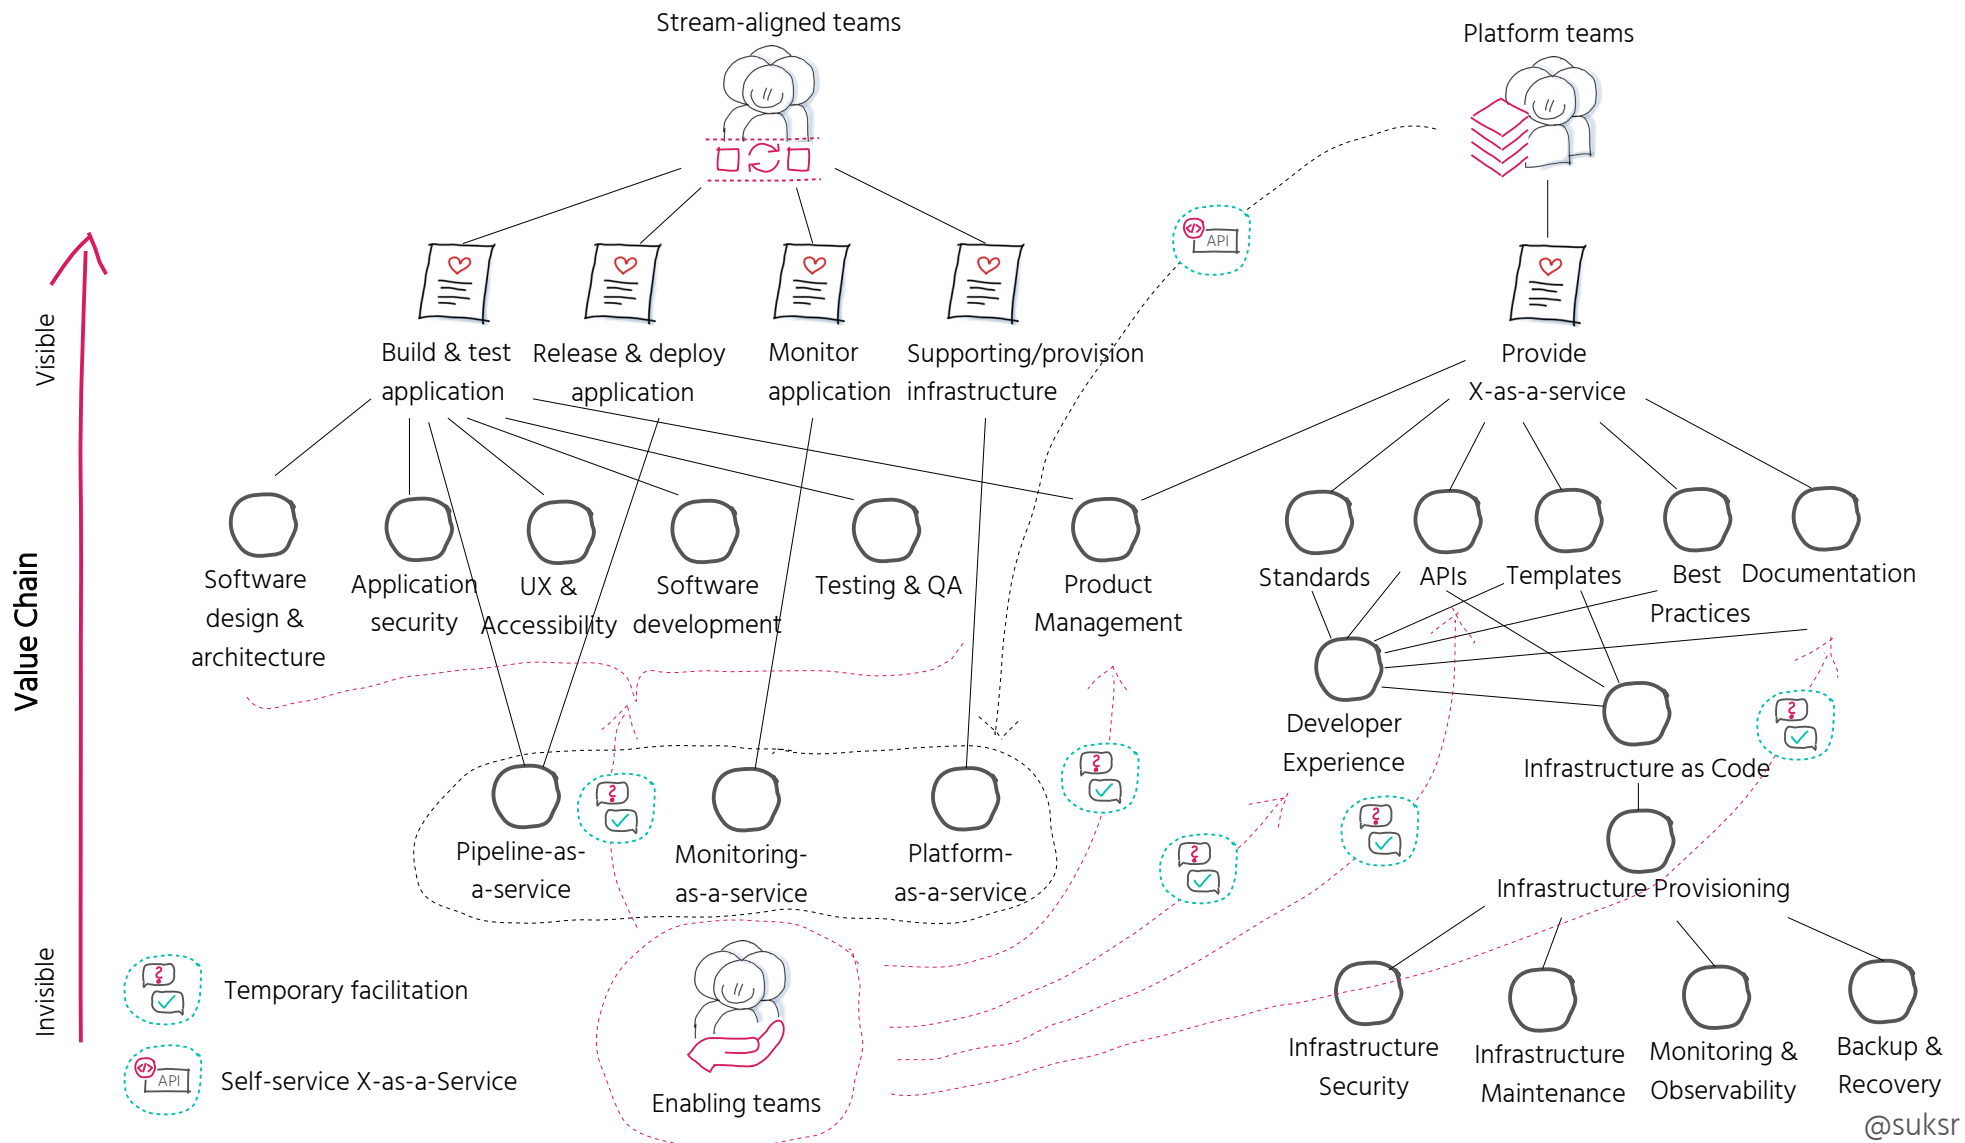 Stream-aligned teams
Platform teams
API
Build & test
application
Release & deploy
application
Monitor
application
Supporting/provision
infrastructure
Provide
X-as-a-service
Visible
Value Chain
Invisible
Software
design &
architecture
Application
security
UX &
Accessibility
Software
development
Testing & QA
Product
Management
Standards
APIs
Templates
Best
Practices
Documentation
Developer
Experience
Infrastructure as Code
Pipeline-as-
a-service
Monitoring-
as-a-service
Platform-
as-a-service
Infrastructure Provisioning
Temporary facilitation
API
Self-service X-as-a-Service
Enabling teams
Infrastructure
Security
Infrastructure
Maintenance
Monitoring &
Observability
Backup &
Recovery
@suksr